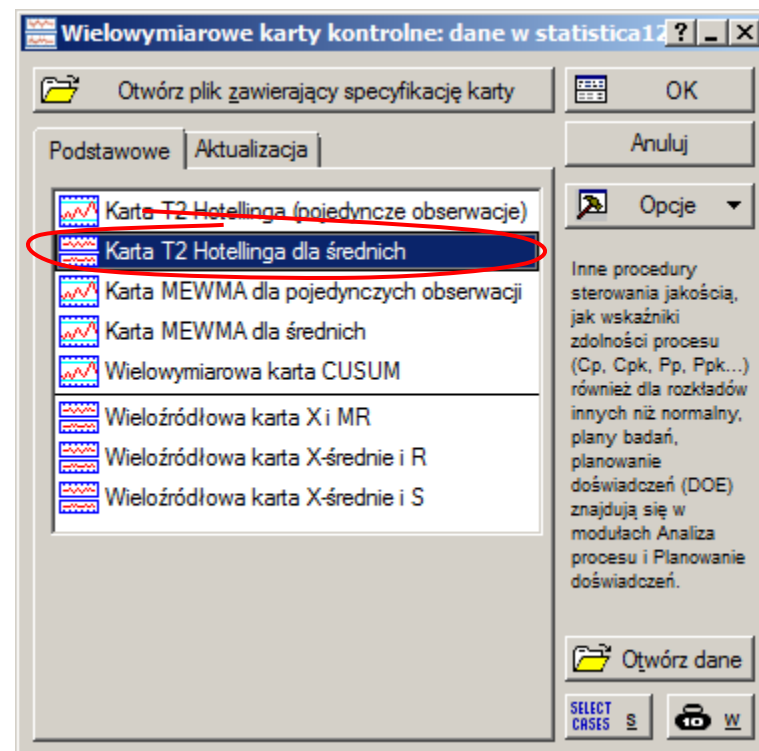 Wielowymiarowe karty kontrolne: dane w statistica12
Otwórz plik zawierający specyfikację karty
OK
Podstawowe
Aktualizacja
Anuluj
Karta T2 Hotellinga (pojedyncze obserwacje)
Karta T2 Hotellinga dla średnich
Karta MEWMA dla pojedynczych obserwacji
Karta MEWMA dla średnich
Wielowymiarowa karta CUSUM
Wieloźródłowa karta X i MR
Wieloźródłowa karta X-średnie i R
Wieloźródłowa karta X-średnie i S
Opcje
Inne procedury
sterowania jakością,
jak wskaźniki
zdolności procesu
(Cp, Cpk, Pp, Ppk...)
również dla rozkładów
innych niż normalny,
plany badań,
planowanie
doświadczeń (DOE)
znajdują się w
modułach Analiza
procesu i Planowanie
doświadczeń.
Otwórz dane
SELECT
CASES S
10 W